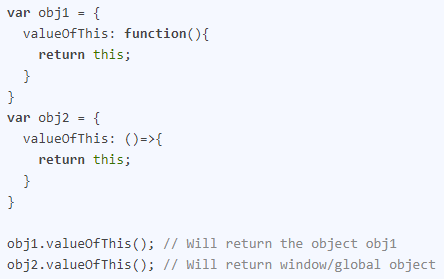 var obj1 = {
  valueOfThis: function(){
    return this;
  }
}
var obj2 = {
  valueOfThis: ()=>{
    return this;
  }
}

obj1.valueOfThis(); // Will return the object obj1
obj2.valueOfThis(); // Will return window/global object